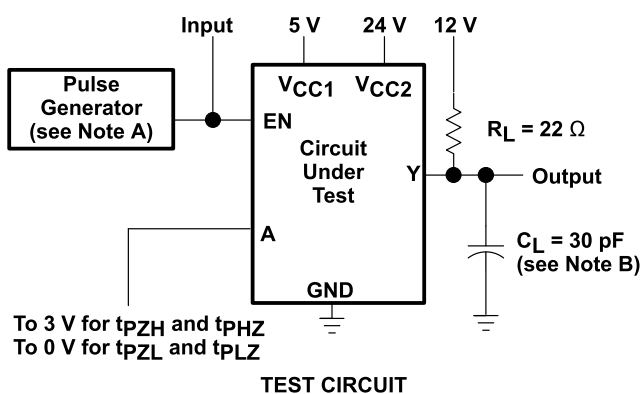 Input
5 V
24 V
12 V
Pulse
Generator
(see Note A)
VCC1
VCC2
EN
Circuit
Under
Test
RL = 22 Ω
Y
Output
A
CL = 30 pF
(see Note B)
GND
To 3 V for tPZH and tPHZ
To 0 V for tPZL and tPLZ
TEST CIRCUIT